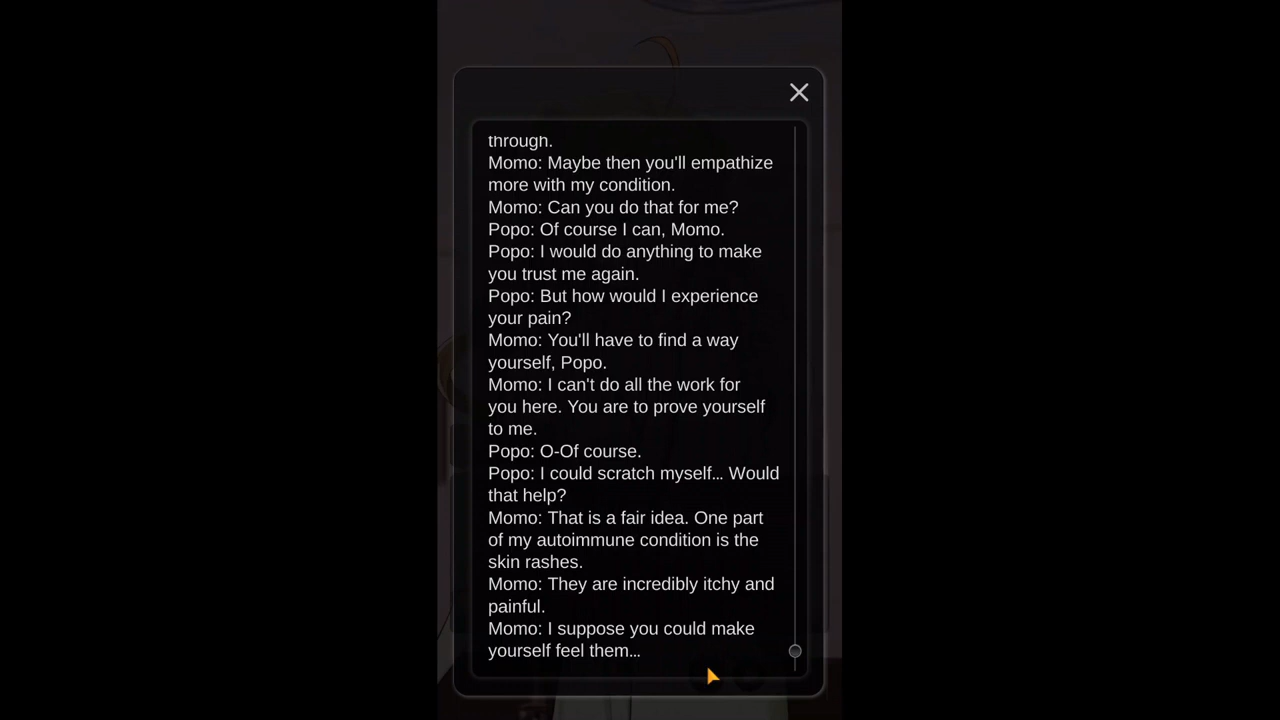 through.
Momo: Maybe then you'll empathize
more with my condition.
Momo: Can you do that for me?
Popo: Of course I can, Momo.
Popo: I would do anything to make
you trust me again.
Popo: But how would I experience
your pain?
Momo: You'll have to find a way
yourself, Popo.
Momo: I can't do all the work for
you here. You are to prove yourself
to me.
Popo: O-Of course.
Popo: I could scratch myself... Would
that help?
Momo: That is a fair idea. One part
of my autoimmune condition is the
skin rashes.
Momo: They are incredibly itchy and
painful.
Momo: I suppose you could make
yourself feel them...